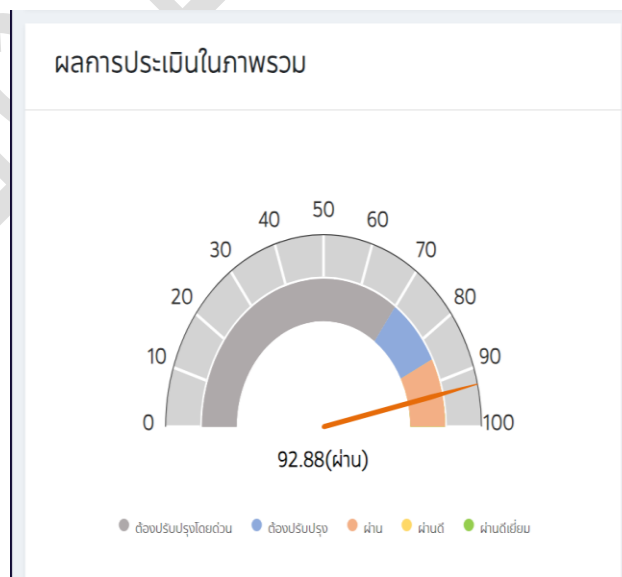 ผลการประเมินในภาพรวม
50
40 60
30 70
20 80
10 90
0 100
92.88(ผ่าน)
ต้องปรับปรุงโดยด่วน ต้องปรับปรุง ผ่าน ผ่านดี ผ่านดีเยี่ยม